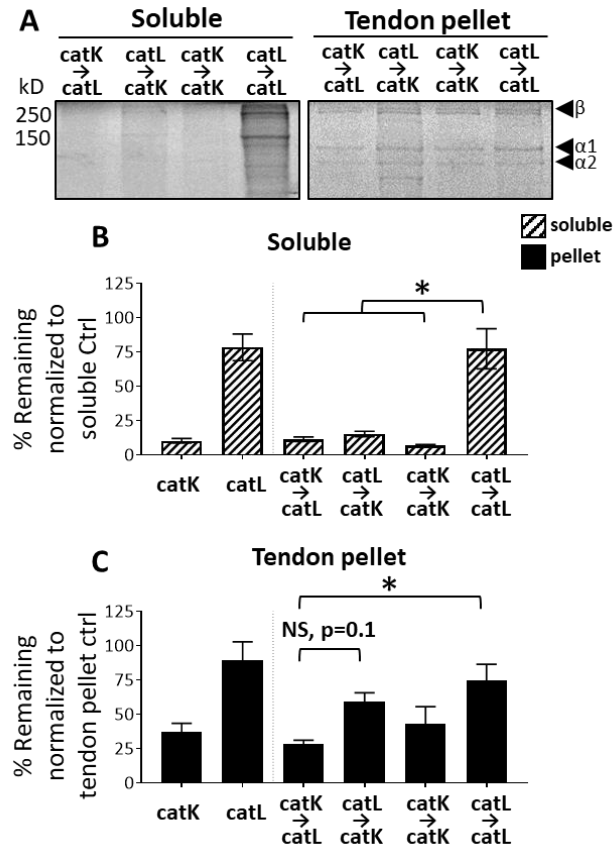 A
Soluble
Tendon pellet
catK → catL
catL → catK
catK → catK
catL → catL
catK → catL
catL → catK
catK → catK
catL → catL
kD
250
150
β
α1
α2
soluble
pellet
B
Soluble
% Remaining
normalized to
soluble Ctrl
125
100
75
50
25
0
*
catK
catL
catK → catL
catL → catK
catK → catK
catL → catL
C
Tendon pellet
% Remaining
normalized to
tendon pellet ctrl
125
100
75
50
25
0
*
NS, p=0.1
catK
catL
catK → catL
catL → catK
catK → catK
catL → catL